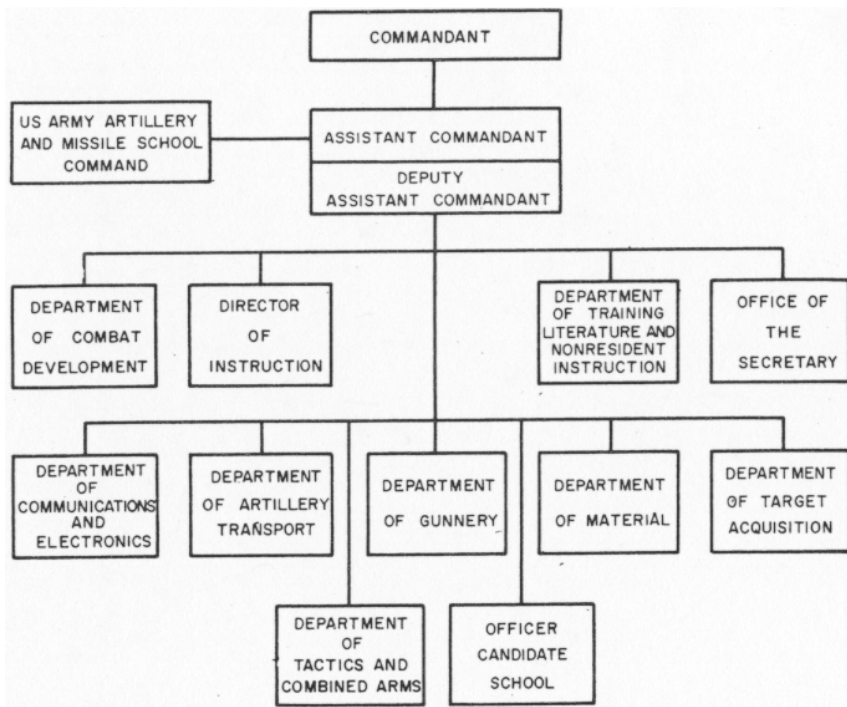 COMMANDANT
US ARMY ARTILLERY
AND MISSILE SCHOOL
COMMAND
ASSISTANT COMMANDANT
DEPUTY
ASSISTANT COMMANDANT
DEPARTMENT
OF COMBAT
DEVELOPMENT
DIRECTOR
OF
INSTRUCTION
DEPARTMENT
OF TRAINING
LITERATURE AND
NONRESIDENT
INSTRUCTION
OFFICE OF
THE
SECRETARY
DEPARTMENT
OF
COMMUNICATIONS
AND
ELECTRONICS
DEPARTMENT
OF ARTILLERY
TRANSPORT
DEPARTMENT
OF GUNNERY
DEPARTMENT
OF MATERIAL
DEPARTMENT
OF TARGET
ACQUISITION
DEPARTMENT
OF
TACTICS AND
COMBINED ARMS
OFFICER
CANDIDATE
SCHOOL